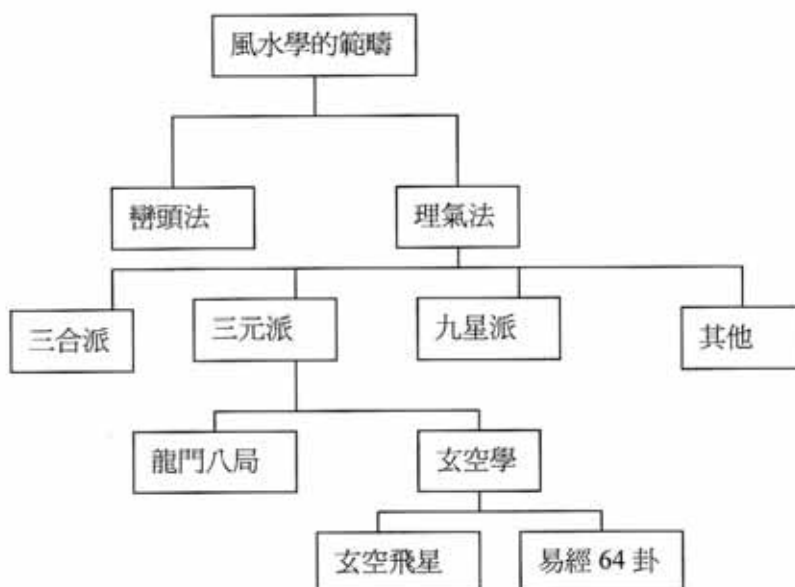 風水學的範疇
巒頭法
理氣法
三合派
三元派
九星派
其他
龍門八局
玄空學
玄空飛星
易經 64 卦